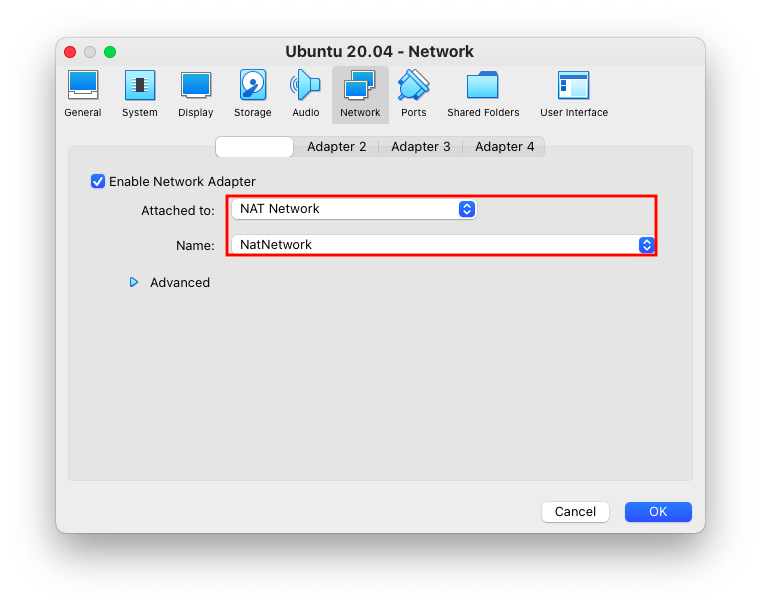 Ubuntu 20.04 - Network
General System Display Storage Audio Network Ports Shared Folders User Interface
Adapter 2 Adapter 3 Adapter 4
Enable Network Adapter
Attached to: NAT Network
Name: NatNetwork
Advanced
Cancel OK